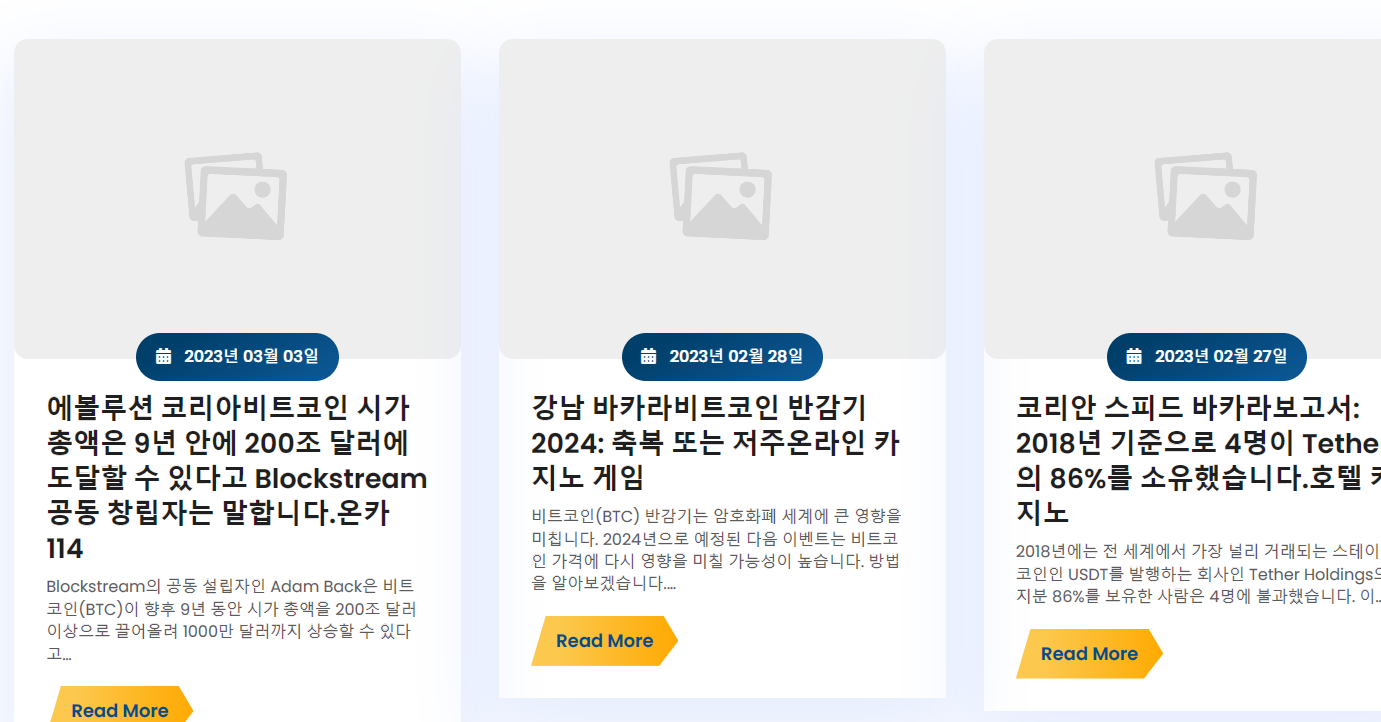 2023년 03월 03일
에볼루션 코리아비트코인 시가
총액은 9년 안에 200조 달러에
도달할 수 있다고 Blockstream
공동 창립자는 말합니다.온카
114
Blockstream의 공동 설립자인 Adam Back은 비트
코인(BTC)이 향후 9년 동안 시가 총액을 200조 달러
이상으로 끌어올려 1000만 달러까지 상승할 수 있다
고...
Read More
2023년 02월 28일
강남 바카라비트코인 반감기
2024: 축복 또는 저주온라인 카
지노 게임
비트코인(BTC) 반감기는 암호화폐 세계에 큰 영향을
미칩니다. 2024년으로 예정된 다음 이벤트는 비트코
인 가격에 다시 영향을 미칠 가능성이 높습니다. 방법
을 알아보겠습니다....
Read More
2023년 02월 27일
코리안 스피드 바카라보고서:
2018년 기준으로 4명이 Tether
의 86%를 소유했습니다.호텔
지노
2018년에는 전 세계에서 가장 널리 거래되는 스테이
코인인 USDT를 발행하는 회사인 Tether Holdings의
지분 86%를 보유한 사람은 4명에 불과했습니다. 이...
Read More